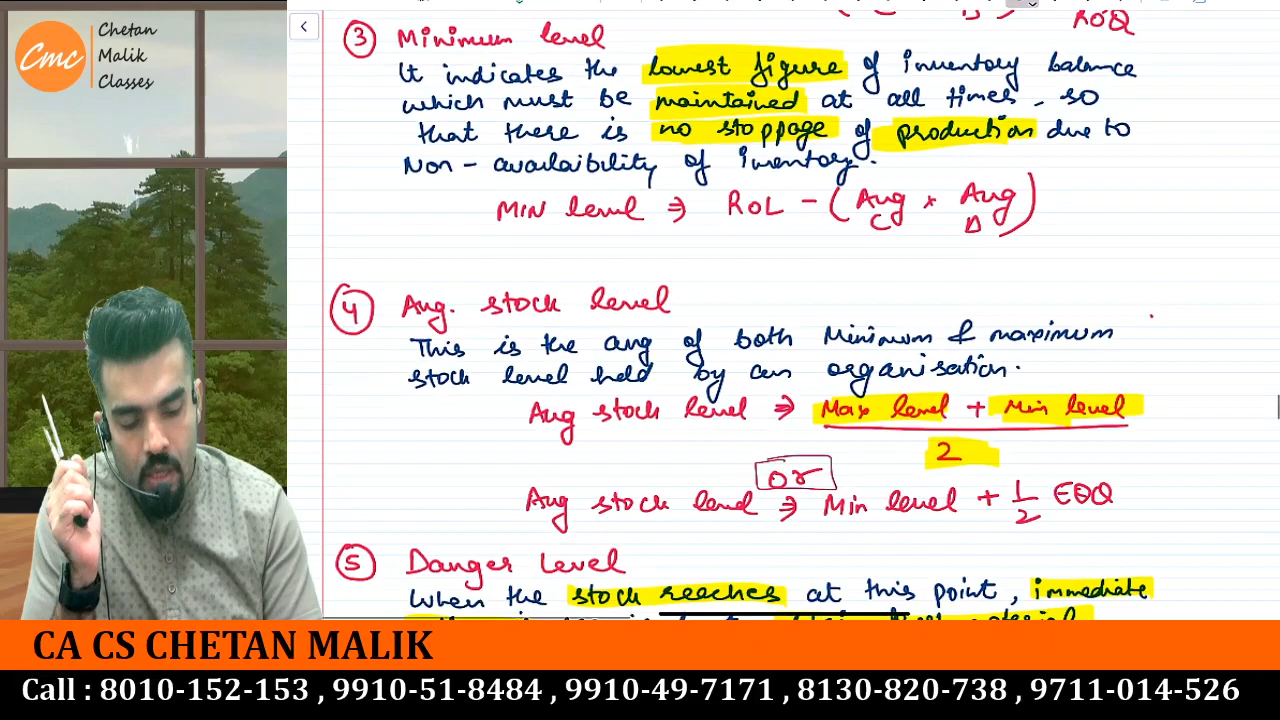 Cmc
Chetan
Malik
Classes
ROQ
③ Minimum level
It indicates the lowest figure of inventory balance
which must be maintained at all times - so
that there is no stoppage of production due to
Non - availaibility of inventory.
MIN level ⇒ ROL - ( Avg C × Avg D )
④ Avg. stock level
This is the avg of both Minimum & maximum
stock level held by an organisation.
Avg stock level ⇒ Max level + Min level
2
or
Avg stock level ⇒ Min level + 1/2 EOQ
⑤ Danger Level
When the stock reaches at this point, immediate
CA CS CHETAN MALIK
Call : 8010-152-153 , 9910-51-8484 , 9910-49-7171 , 8130-820-738 , 9711-014-526